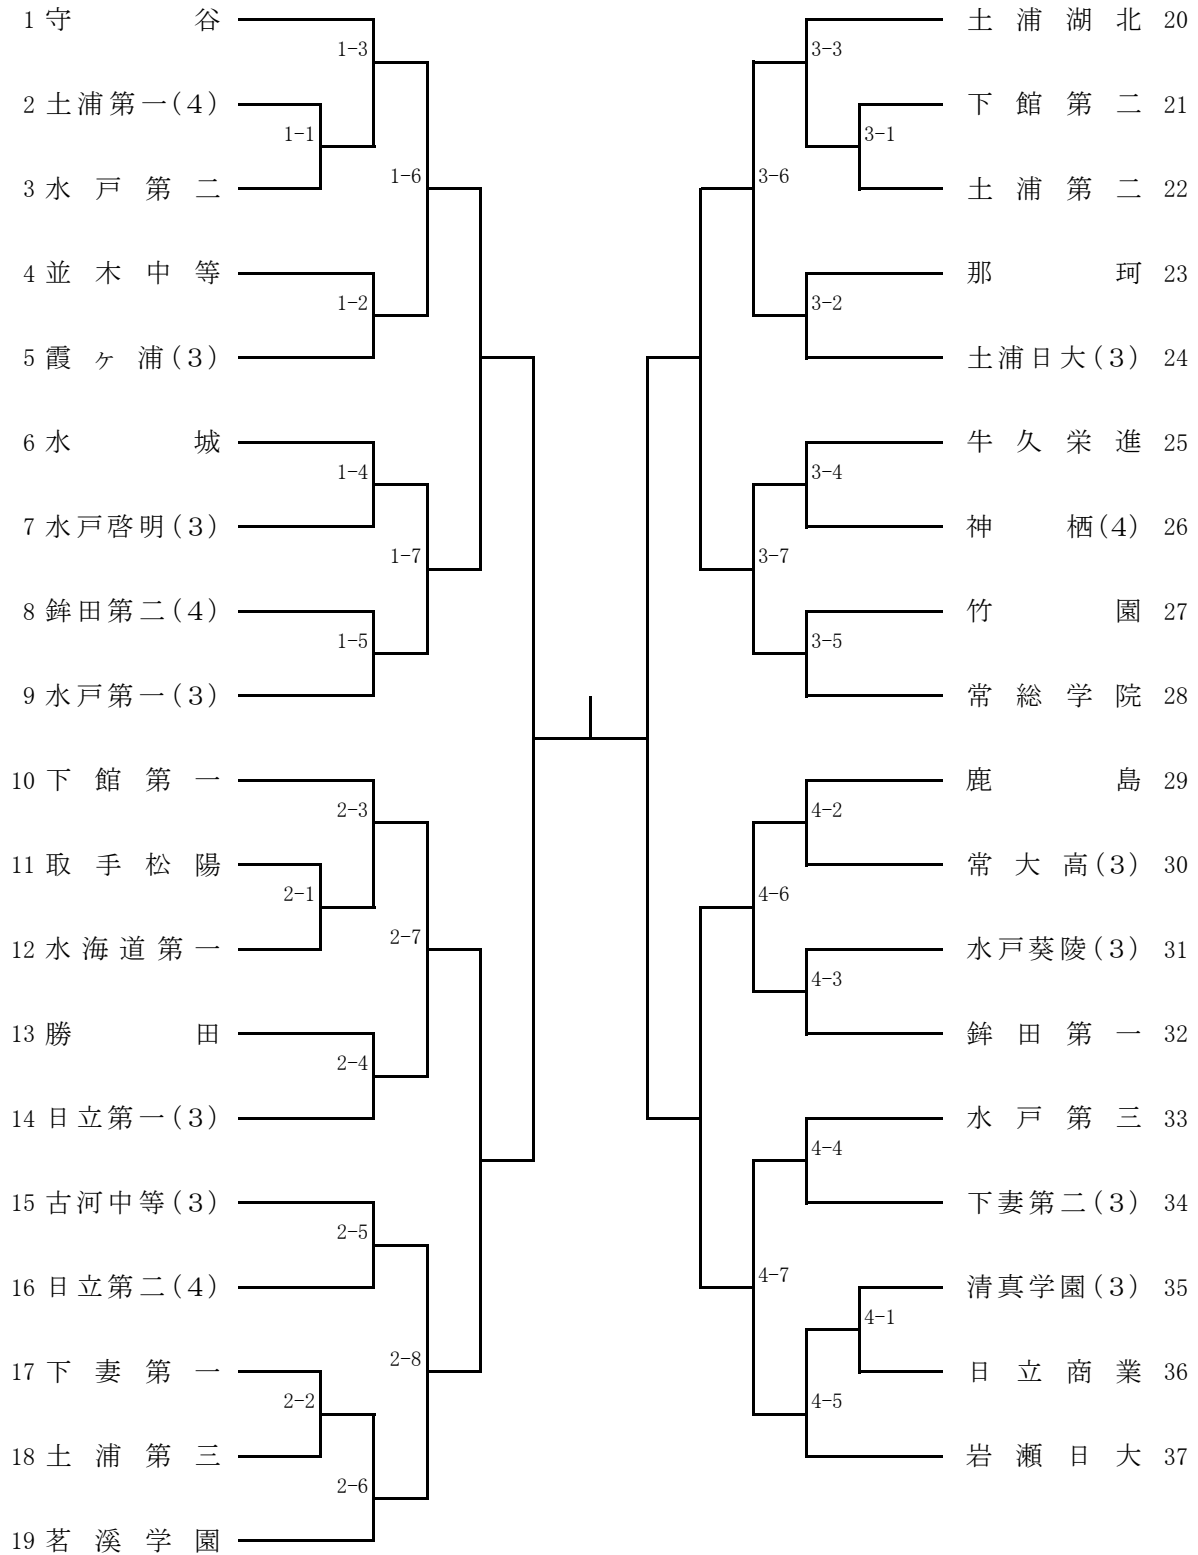 1 守谷
1-3
2 土浦第一(4)
1-1
3 水戸第二
1-6
4 並木中等
1-2
5 霞ヶ浦(3)
6 水城
1-4
7 水戸啓明(3)
1-7
8 鉾田第二(4)
1-5
9 水戸第一(3)
10 下館第一
2-3
11 取手松陽
2-1
12 水海道第一
2-7
13 勝田
2-4
14 日立第一(3)
15 古河中等(3)
2-5
16 日立第二(4)
2-8
17 下妻第一
2-2
18 土浦第三
2-6
19 茗溪学園
土浦湖北 20
3-3
下館第二 21
3-1
土浦第二 22
3-6
那珂 23
3-2
土浦日大(3) 24
牛久栄進 25
3-4
神栖(4) 26
3-7
竹園 27
3-5
常総学院 28
鹿島 29
4-2
常大高(3) 30
4-6
水戸葵陵(3) 31
4-3
鉾田第一 32
水戸第三 33
4-4
下妻第二(3) 34
4-7
清真学園(3) 35
4-1
日立商業 36
4-5
岩瀬日大 37